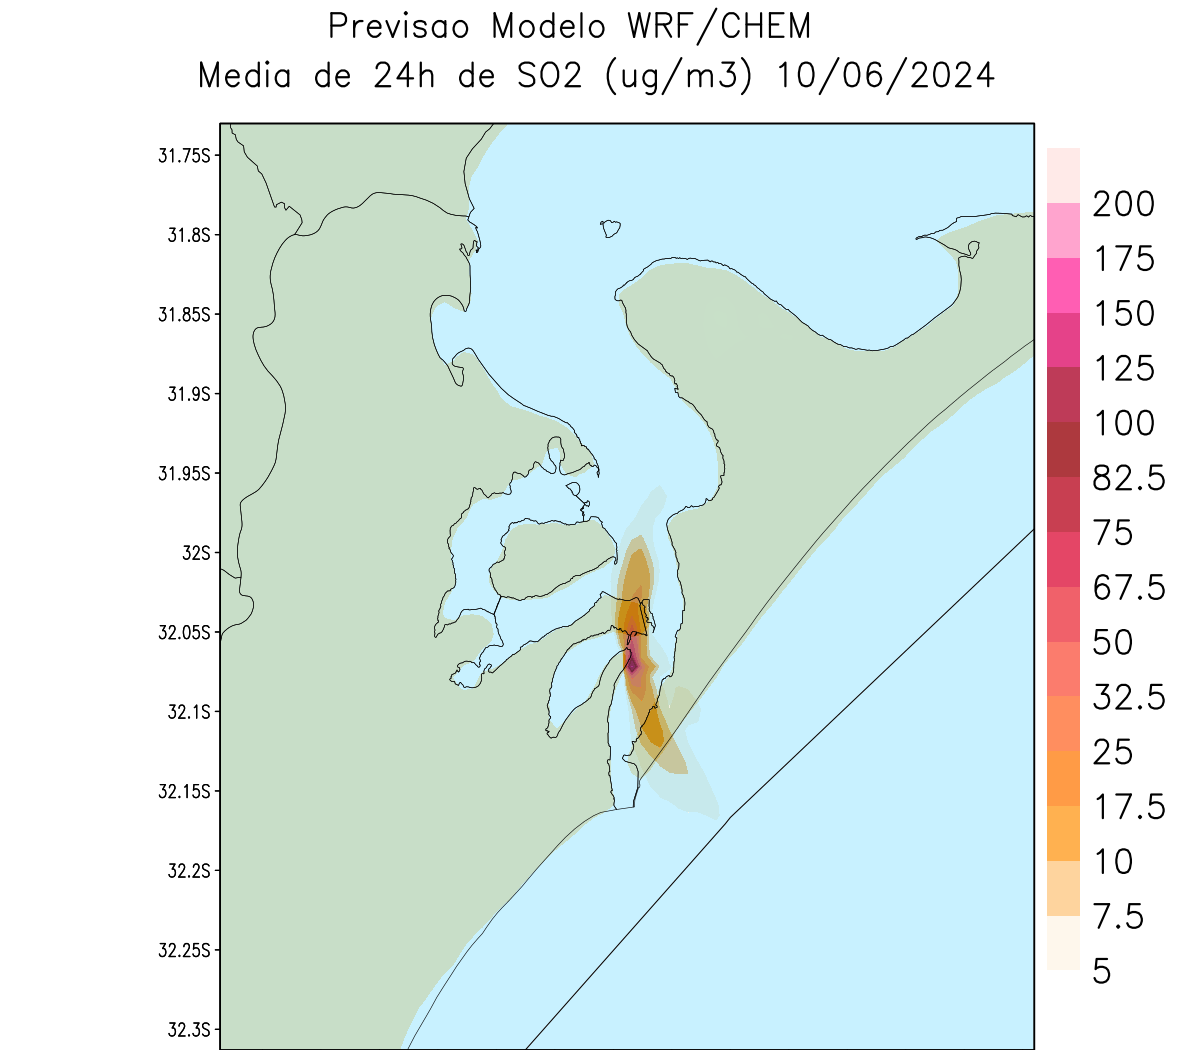 Previsao Modelo WRF/CHEM
Media de 24h de SO2 (ug/m3) 10/06/2024
31.75S
31.8S
31.85S
31.9S
31.95S
32S
32.05S
32.1S
32.15S
32.2S
32.25S
32.3S
200
175
150
125
100
82.5
75
67.5
50
32.5
25
17.5
10
7.5
5